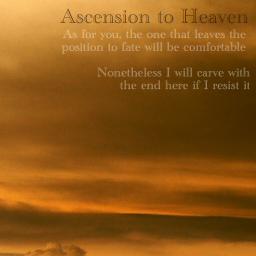 Ascension to Heaven
As for you, the one that leaves the
position to fate will be comfortable
Nonetheless I will carve with
the end here if I resist it